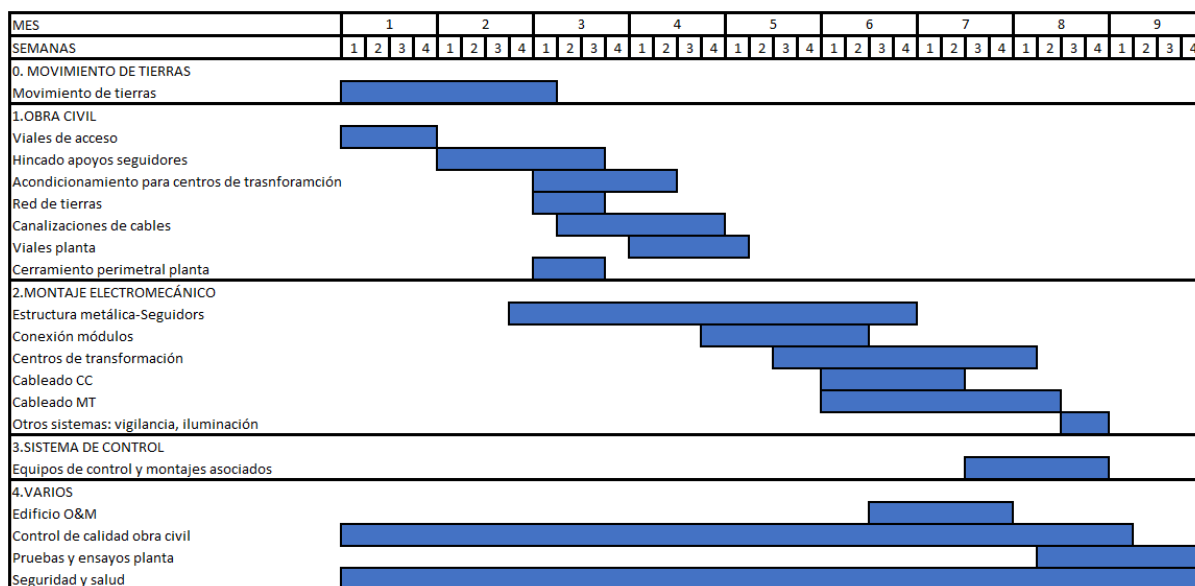 MES 1 2 3 4 5 6 7 8 9
SEMANAS 1 2 3 4 1 2 3 4 1 2 3 4 1 2 3 4 1 2 3 4 1 2 3 4 1 2 3 4 1 2 3 4 1 2 3 4
0. MOVIMIENTO DE TIERRAS
Movimiento de tierras
1.OBRA CIVIL
Viales de acceso
Hincado apoyos seguidores
Acondicionamiento para centros de trasnforamción
Red de tierras
Canalizaciones de cables
Viales planta
Cerramiento perimetral planta
2.MONTAJE ELECTROMECÁNICO
Estructura metálica-Seguidors
Conexión módulos
Centros de transformación
Cableado CC
Cableado MT
Otros sistemas: vigilancia, iluminación
3.SISTEMA DE CONTROL
Equipos de control y montajes asociados
4.VARIOS
Edificio O&M
Control de calidad obra civil
Pruebas y ensayos planta
Seguridad y salud